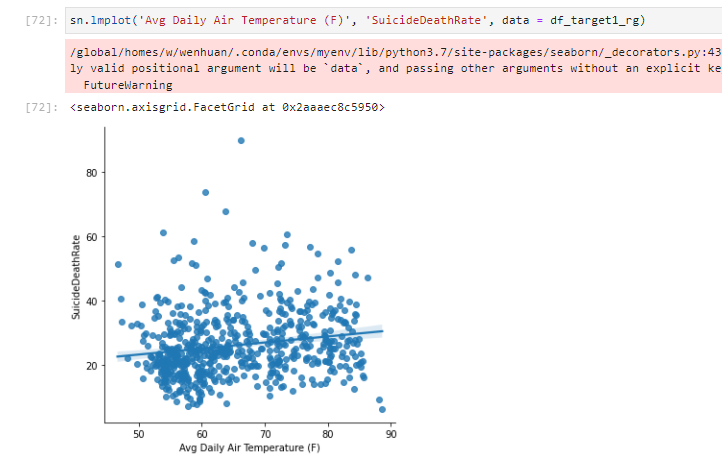 [72]: sn.lmplot('Avg Daily Air Temperature (F)', 'SuicideDeathRate', data = df_target1_rg)
/global/homes/w/wenhuan/.conda/envs/myenv/lib/python3.7/site-packages/seaborn/_decorators.py:43
ly valid positional argument will be `data`, and passing other arguments without an explicit ke
FutureWarning
[72]: <seaborn.axisgrid.FacetGrid at 0x2aaaec8c5950>
80
60
40
20
SuicideDeathRate
50 60 70 80 90
Avg Daily Air Temperature (F)